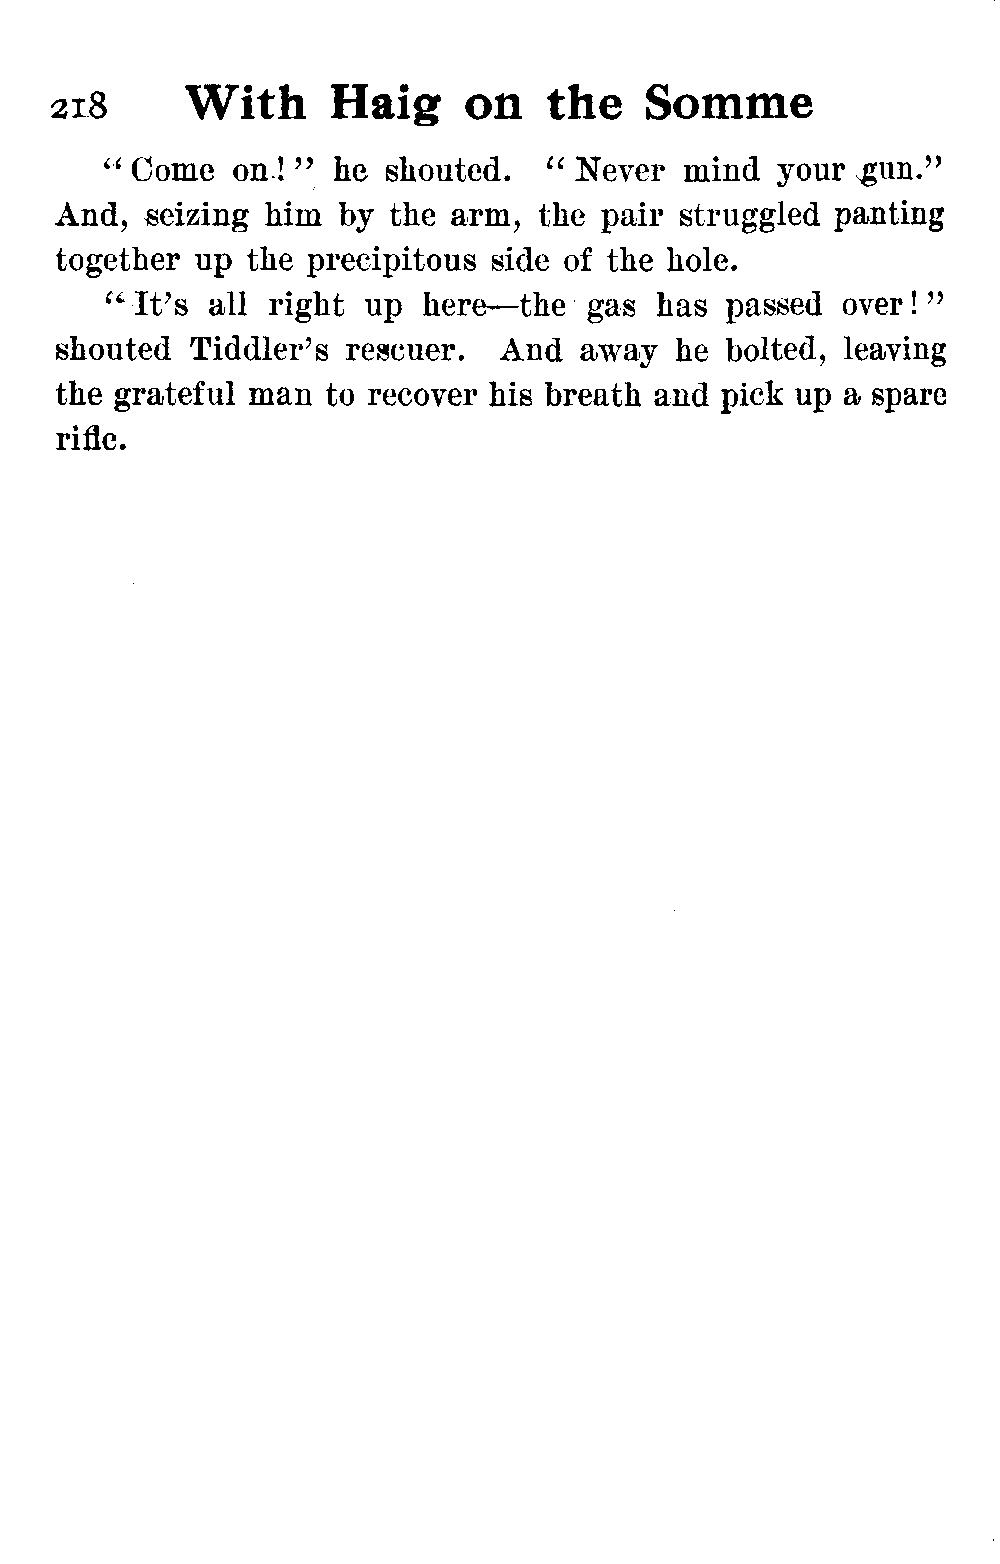 218 With Haig on the Somme
“Come on!” he shouted. “Never mind your gun.”
And, seizing him by the arm, the pair struggled panting
together up the precipitous side of the hole.
“It’s all right up here—the gas has passed over!”
shouted Tiddler’s rescuer. And away he bolted, leaving
the grateful man to recover his breath and pick up a spare
rifle.